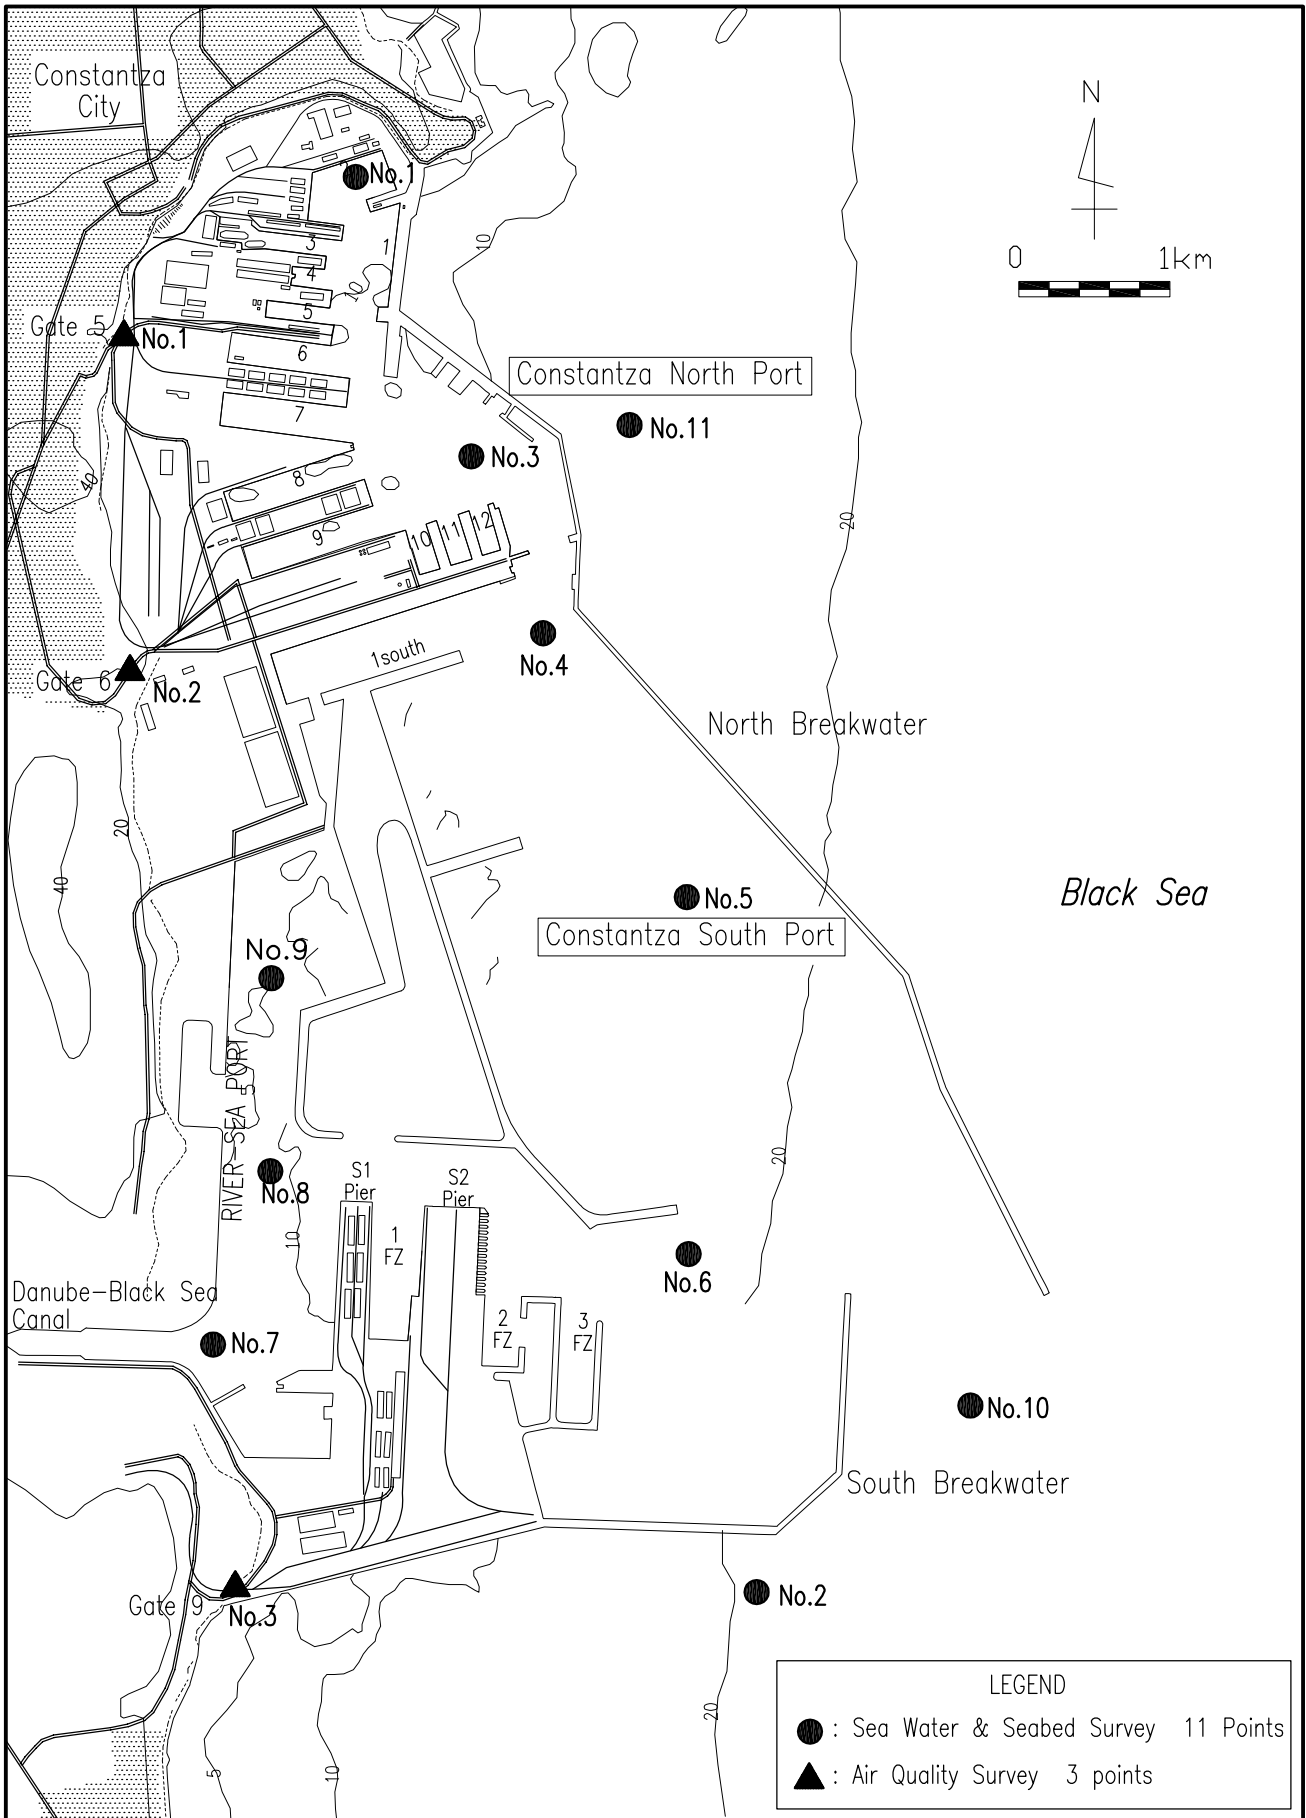 Constantza
City
No.1
N
0
1km
10
1
3
4
10
5
Gate 5
No.1
6
Constantza North Port
7
No.11
No.3
40
8
20
9
10
11
12
1south
No.4
Gate 6
No.2
North Breakwater
20
40
No.5
Black Sea
Constantza South Port
No.9
RIVER-SEA PORT
5
20
S1
Pier
S2
Pier
No.8
10
1
FZ
No.6
Danube-Black Sea
Canal
No.7
2
FZ
3
FZ
No.10
South Breakwater
Gate 9
No.3
No.2
20
5
10
LEGEND
: Sea Water & Seabed Survey 11 Points
: Air Quality Survey 3 points